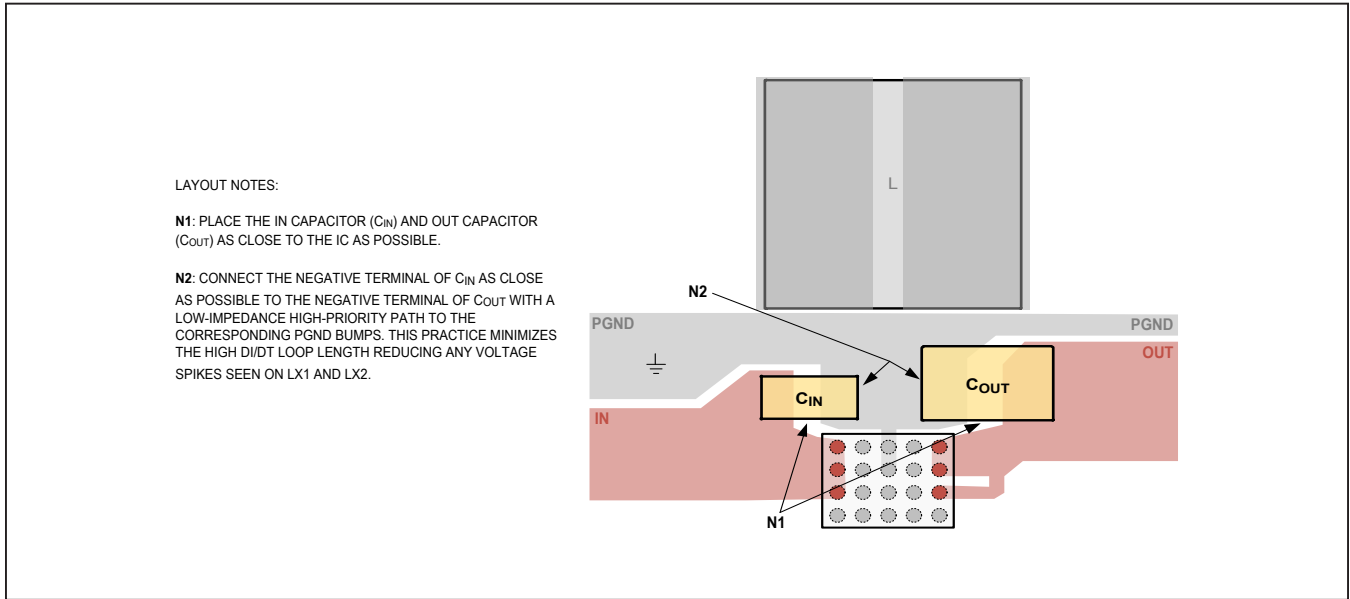 LAYOUT NOTES:
N1: PLACE THE IN CAPACITOR (CIN) AND OUT CAPACITOR
(COUT) AS CLOSE TO THE IC AS POSSIBLE.
N2: CONNECT THE NEGATIVE TERMINAL OF CIN AS CLOSE
AS POSSIBLE TO THE NEGATIVE TERMINAL OF COUT WITH A
LOW-IMPEDANCE HIGH-PRIORITY PATH TO THE
CORRESPONDING PGND BUMPS. THIS PRACTICE MINIMIZES
THE HIGH DI/DT LOOP LENGTH REDUCING ANY VOLTAGE
SPIKES SEEN ON LX1 AND LX2.
L
N2
PGND
PGND
OUT
CIN
COUT
IN
N1